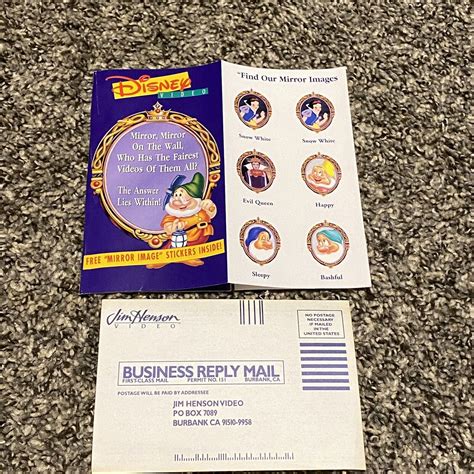 Disney
VIDEO
Mirror, Mirror
On The Wall,
Who Has The Fairest
Videos Of Them All?
The Answer
Lies Within!
FREE "MIRROR IMAGE" STICKERS INSIDE!
*Find Our Mirror Images
Snow White
Snow White
Evil Queen
Happy
Sleepy
Bashful
Jim Henson
VIDEO
NO POSTAGE
NECESSARY
IF MAILED
IN THE
UNITED STATES
BUSINESS REPLY MAIL
FIRST-CLASS MAIL PERMIT NO. 151 BURBANK, CA
POSTAGE WILL BE PAID BY ADDRESSEE
JIM HENSON VIDEO
PO BOX 7089
BURBANK CA 91510-9958